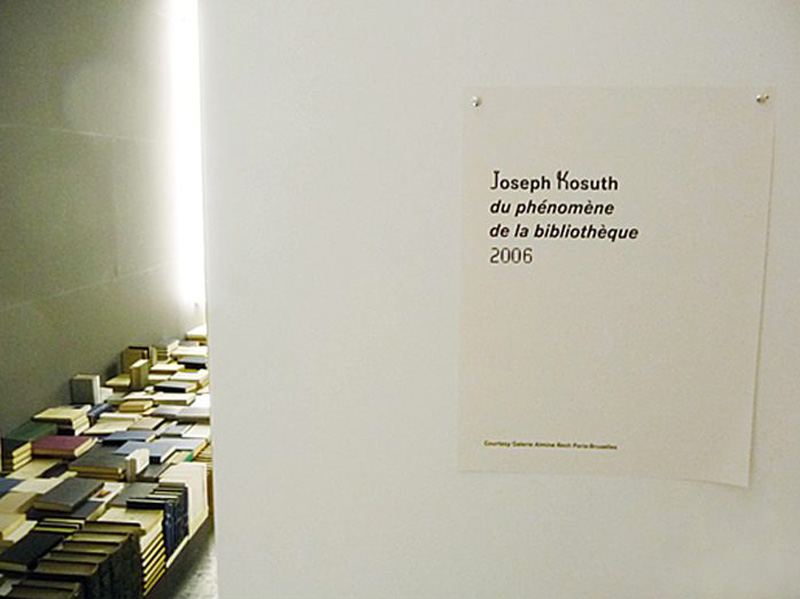 Joseph Kosuth
du phénomène
de la bibliothèque
2006
Courtesy Galerie Almine Rech Paris-Bruxelles